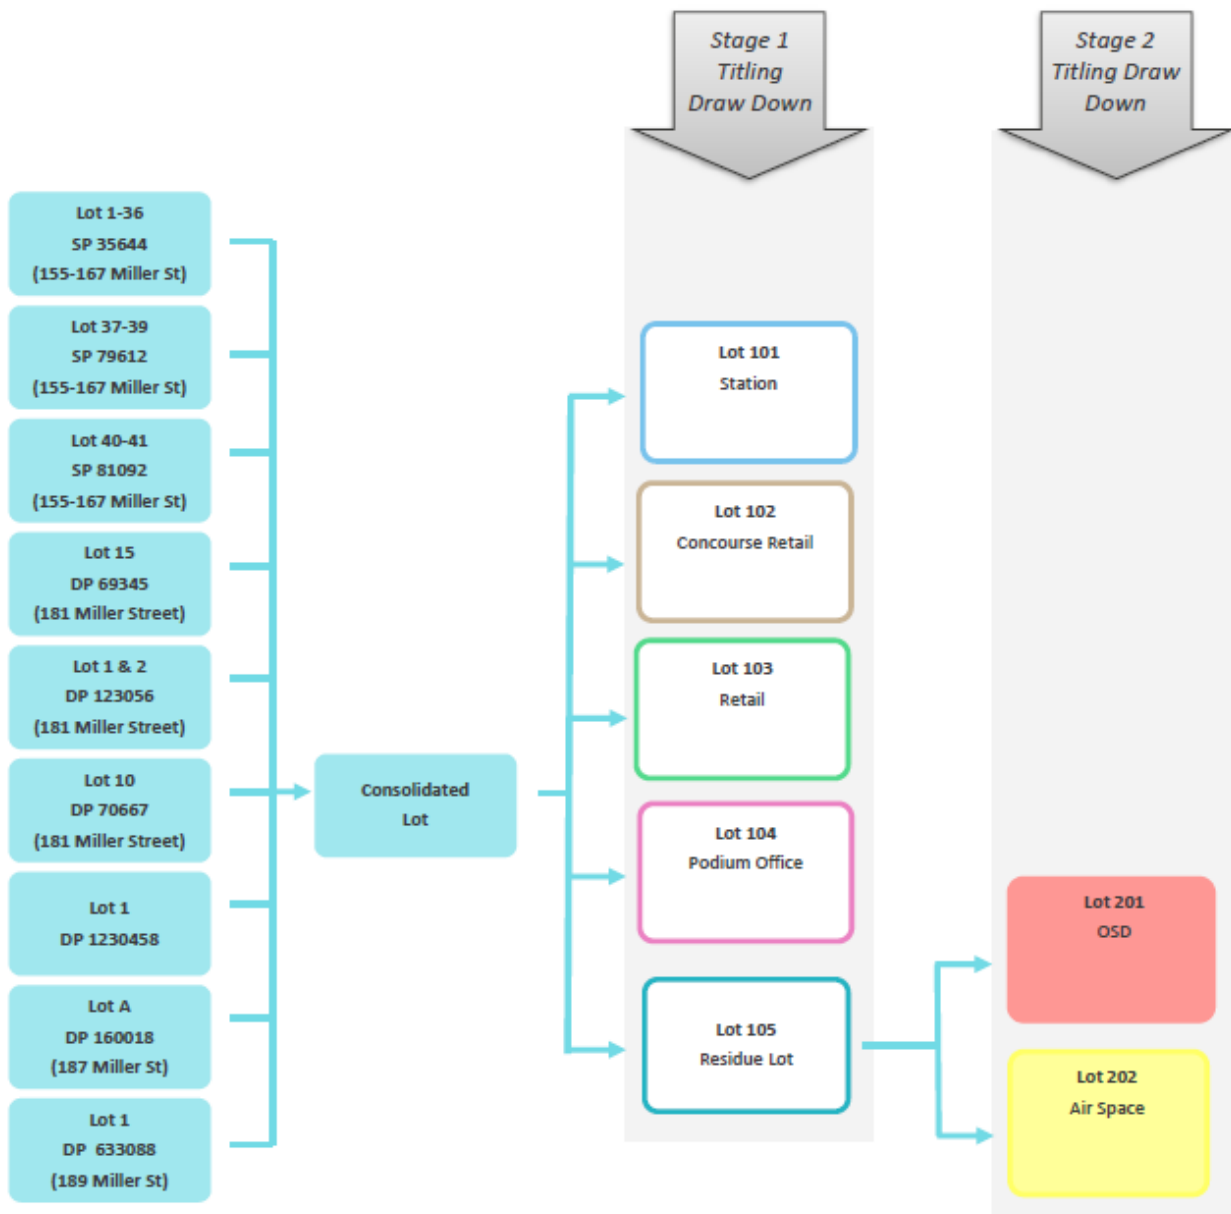 Stage 1
Titling
Draw Down
Stage 2
Titling Draw
Down
Lot 1-36
SP 35644
(155-167 Miller St)
Lot 37-39
SP 79612
(155-167 Miller St)
Lot 40-41
SP 81092
(155-167 Miller St)
Lot 15
DP 69345
(181 Miller Street)
Lot 1 & 2
DP 123056
(181 Miller Street)
Lot 10
DP 70667
(181 Miller Street)
Lot 1
DP 1230458
Lot A
DP 160018
(187 Miller St)
Lot 1
DP  633088
(189 Miller St)
Consolidated
Lot
Lot 101
Station
Lot 102
Concourse Retail
Lot 103
Retail
Lot 104
Podium Office
Lot 105
Residue Lot
Lot 201
OSD
Lot 202
Air Space